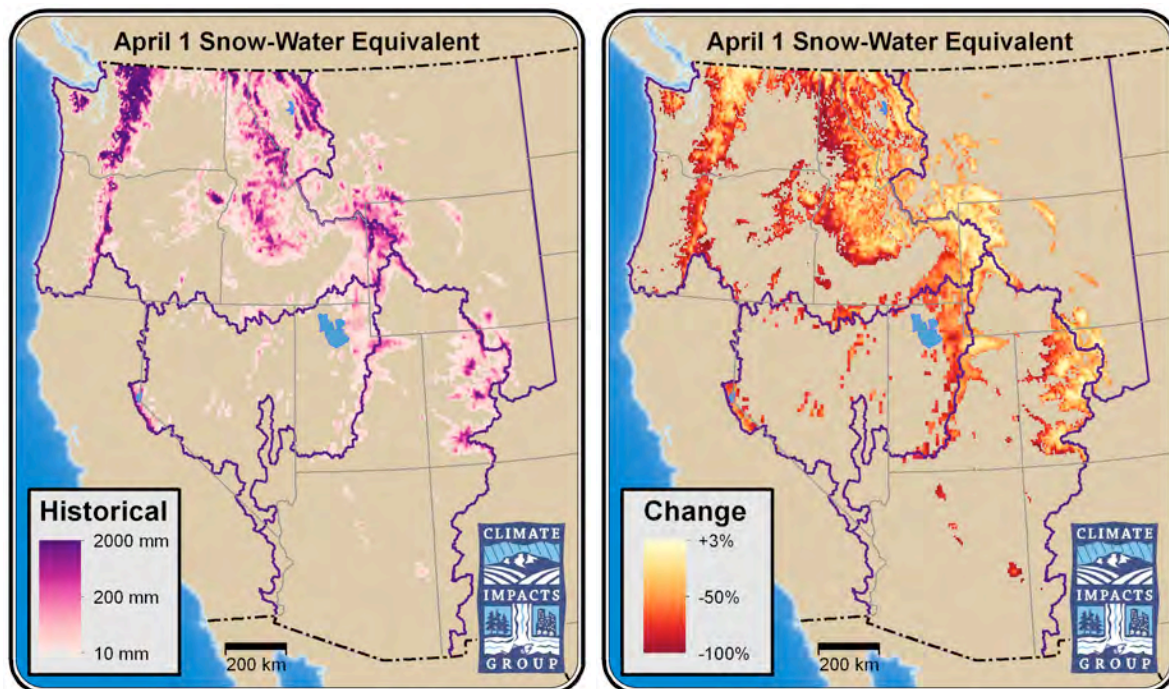 April 1 Snow-Water Equivalent
Historical
2000 mm
200 mm
10 mm
200 km
CLIMATE
IMPACTS
GROUP
April 1 Snow-Water Equivalent
Change
+3%
-50%
-100%
200 km
CLIMATE
IMPACTS
GROUP